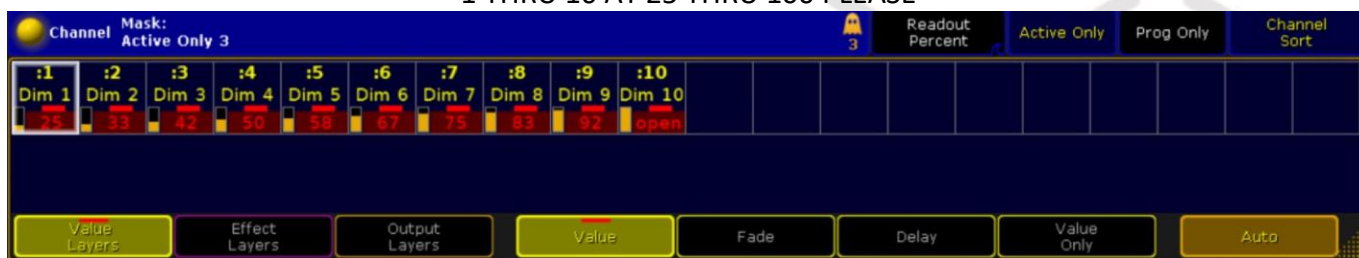 1 THRU 10 AT 25 THRU 100 PLEASE
Channel Mask:
Active Only 3
3
Readout
Percent
Active Only
Prog Only
Channel
Sort
:1 :2 :3 :4 :5 :6 :7 :8 :9 :10
Dim 1 Dim 2 Dim 3 Dim 4 Dim 5 Dim 6 Dim 7 Dim 8 Dim 9 Dim 10
25 33 42 50 58 67 75 83 92 open
Value
Layers
Effect
Layers
Output
Layers
Value
Fade
Delay
Value
Only
Auto